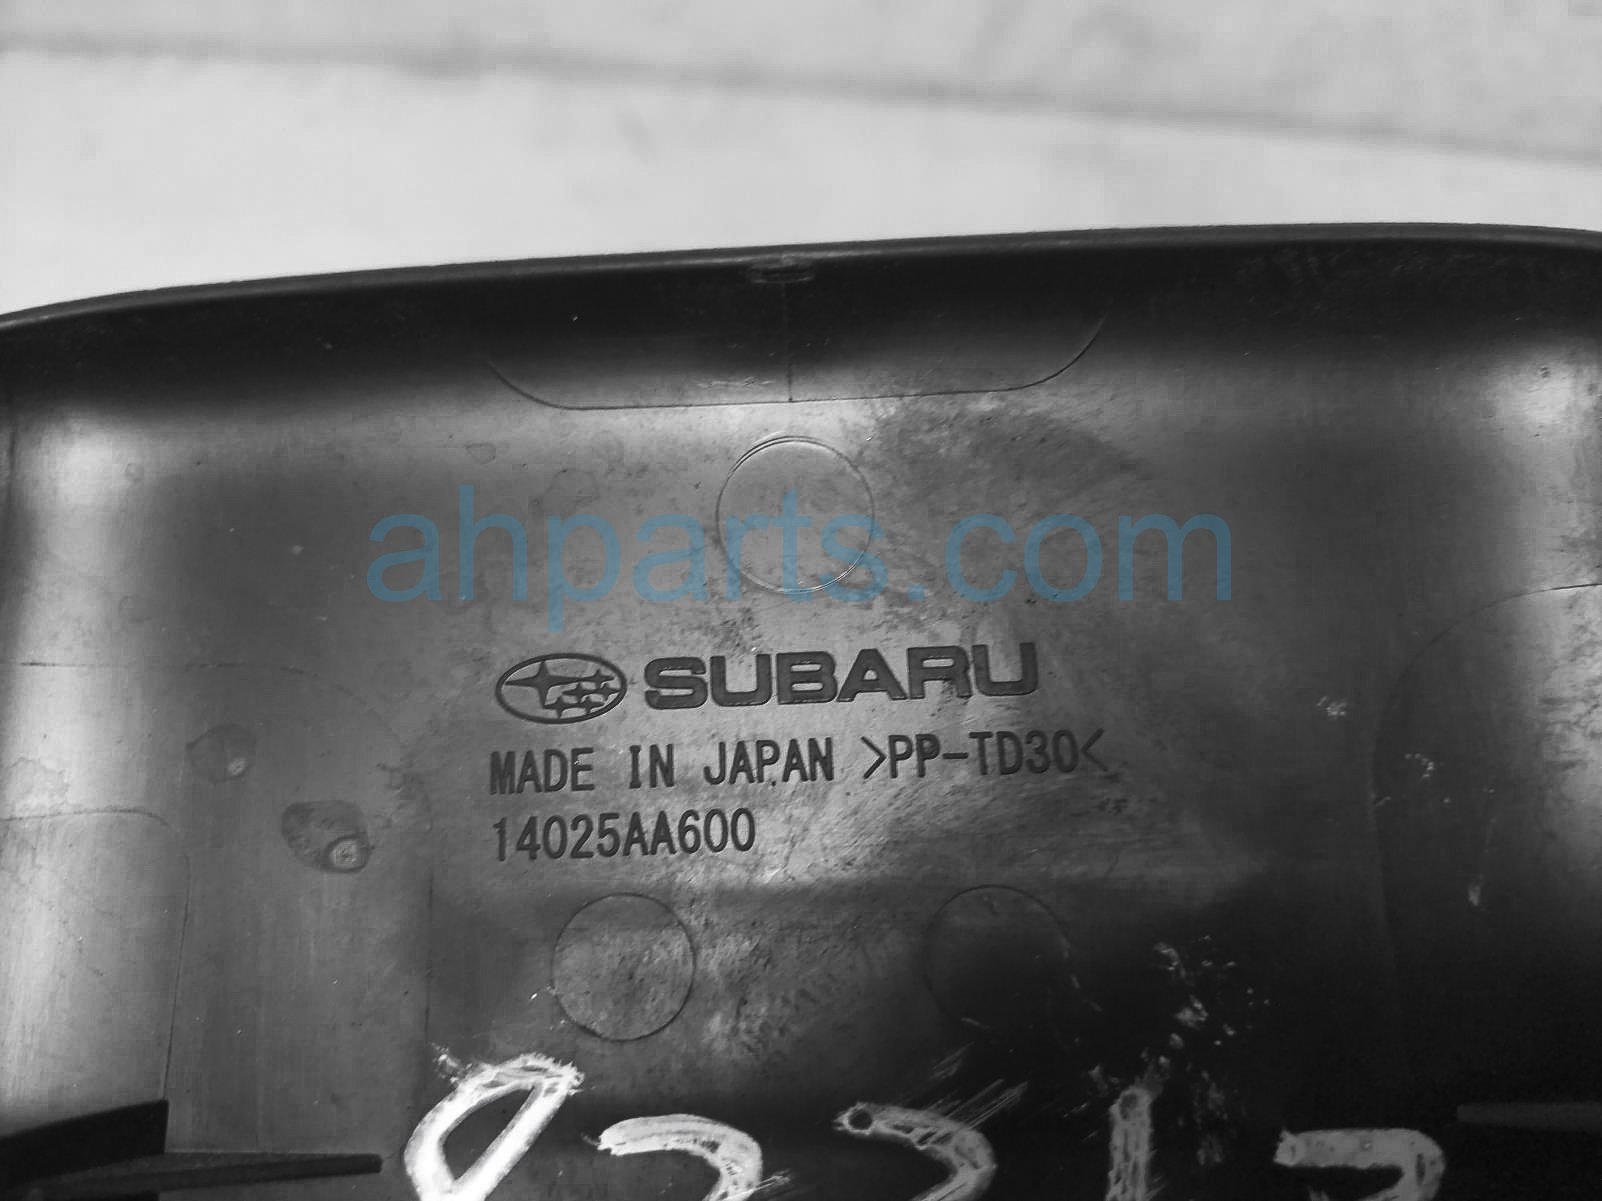 ahparts.com
SUBARU
MADE IN JAPAN >PP-TD30<
14025AA600